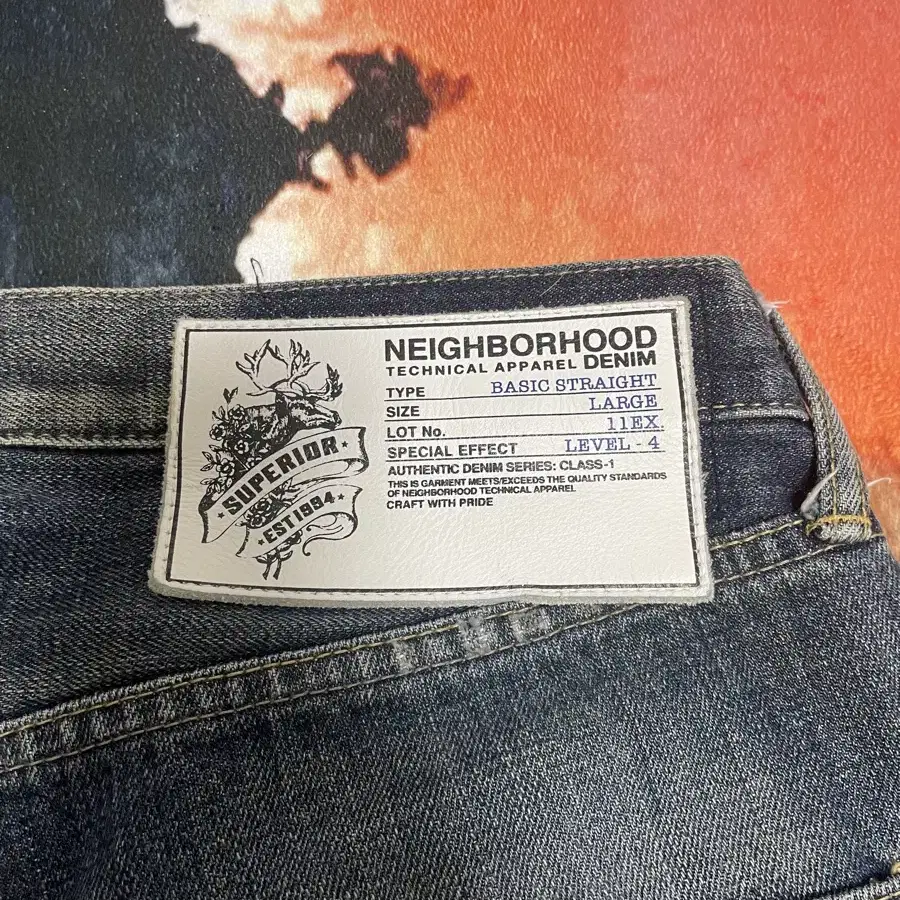 NEIGHBORHOOD
TECHNICAL APPAREL DENIM
TYPE BASIC STRAIGHT
SIZE LARGE
LOT No. 11EX.
SPECIAL EFFECT LEVEL - 4
AUTHENTIC DENIM SERIES: CLASS-1
THIS IS GARMENT MEETS/EXCEEDS THE QUALITY STANDARDS
OF NEIGHBORHOOD TECHNICAL APPAREL
CRAFT WITH PRIDE
SUPERIOR
EST1994